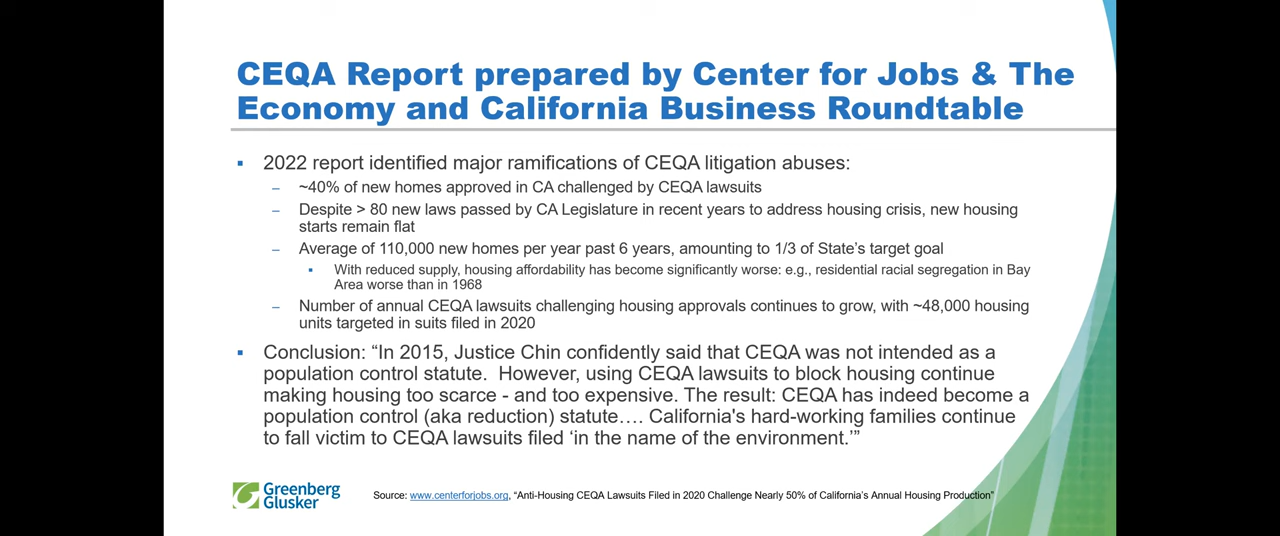 CEQA Report prepared by Center for Jobs & The
Economy and California Business Roundtable
▪ 2022 report identified major ramifications of CEQA litigation abuses:
– ~40% of new homes approved in CA challenged by CEQA lawsuits
– Despite > 80 new laws passed by CA Legislature in recent years to address housing crisis, new housing
starts remain flat
– Average of 110,000 new homes per year past 6 years, amounting to 1/3 of State's target goal
▪ With reduced supply, housing affordability has become significantly worse: e.g., residential racial segregation in Bay
Area worse than in 1968
– Number of annual CEQA lawsuits challenging housing approvals continues to grow, with ~48,000 housing
units targeted in suits filed in 2020
▪ Conclusion: “In 2015, Justice Chin confidently said that CEQA was not intended as a
population control statute. However, using CEQA lawsuits to block housing continue
making housing too scarce - and too expensive. The result: CEQA has indeed become a
population control (aka reduction) statute…. California's hard-working families continue
to fall victim to CEQA lawsuits filed ‘in the name of the environment.’”
Greenberg
Glusker
Source: www.centerforjobs.org, “Anti-Housing CEQA Lawsuits Filed in 2020 Challenge Nearly 50% of California's Annual Housing Production”